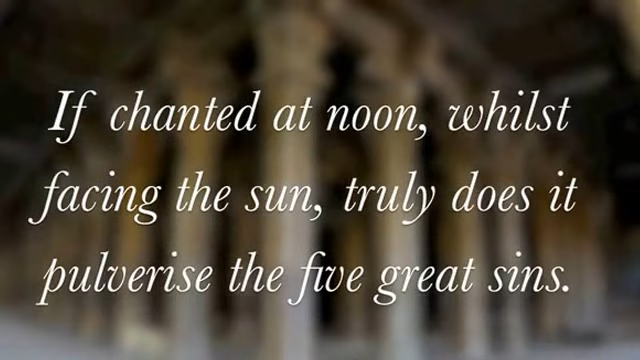 If chanted at noon, whilst
facing the sun, truly does it
pulverise the five great sins.